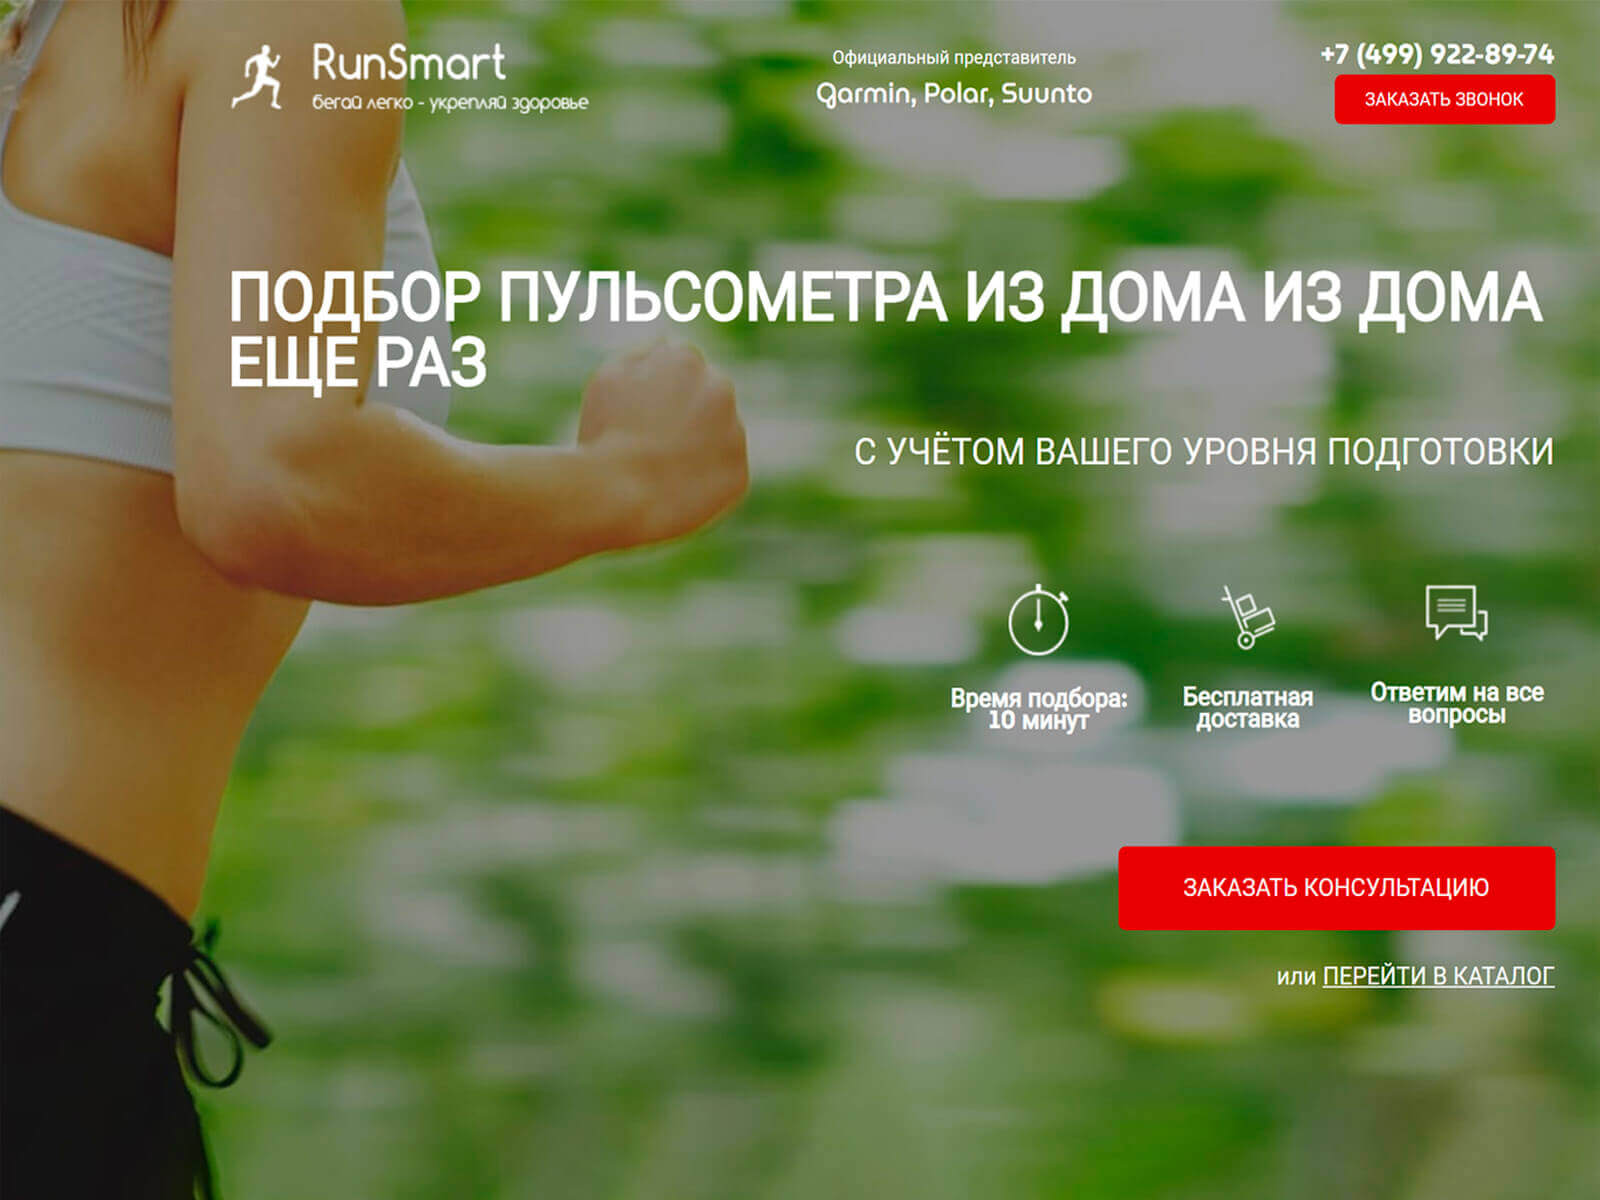 RunSmart
бегай легко - укрепляй здоровье
Официальный представитель
Garmin, Polar, Suunto
+7 (499) 922-89-74
ЗАКАЗАТЬ ЗВОНОК
ПОДБОР ПУЛЬСОМЕТРА ИЗ ДОМА ИЗ ДОМА
ЕЩЕ РАЗ
С УЧЁТОМ ВАШЕГО УРОВНЯ ПОДГОТОВКИ
Время подбора:
10 минут
Бесплатная
доставка
Ответим на все
вопросы
ЗАКАЗАТЬ КОНСУЛЬТАЦИЮ
или ПЕРЕЙТИ В КАТАЛОГ